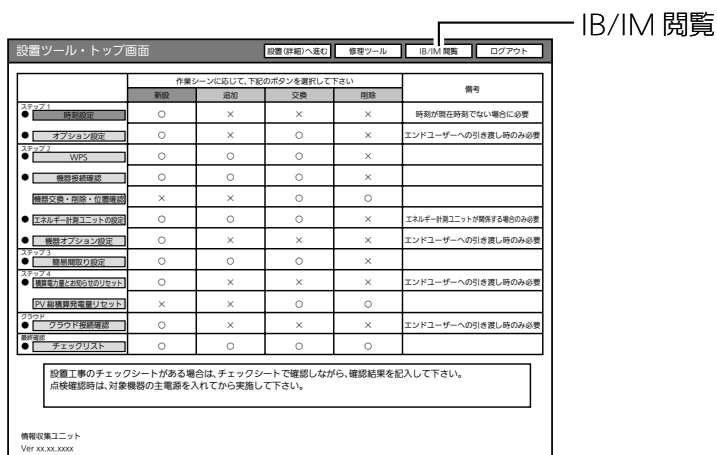 IB/IM 閲覧
設置ツール・トップ画面 設置(詳細)へ進む 修理ツール IB/IM 閲覧 ログアウト
作業シーンに応じて、下記のボタンを選択して下さい 備考
新設 追加 交換 削除
ステップ 1
● 時刻設定 ○ × × × 時刻が現在時刻でない場合に必要
● オプション設定 ○ × ○ × エンドユーザーへの引き渡し時のみ必要
ステップ 2
● WPS ○ ○ ○ ×
● 機器接続確認 ○ ○ ○ ×
機器交換・削除・位置確認 × × ○ ○
● エネルギー計測ユニットの設定 ○ ○ ○ × エネルギー計測ユニットが関係する場合のみ必要
● 機器オプション設定 ○ × × × エンドユーザーへの引き渡し時のみ必要
ステップ 3
● 簡易間取り設定 ○ ○ ○ ×
ステップ 4
● 積算電力量とお知らせのリセット ○ × × × エンドユーザーへの引き渡し時のみ必要
PV 総積算発電量リセット × × ○ ○
クラウド
● クラウド接続確認 ○ × × × エンドユーザーへの引き渡し時のみ必要
最終確認
● チェックリスト ○ ○ ○ ○
設置工事のチェックシートがある場合は、チェックシートで確認しながら、確認結果を記入して下さい。
点検確認時は、対象機器の主電源を入れてから実施して下さい。
情報収集ユニット
Ver xx.xx.xxxx